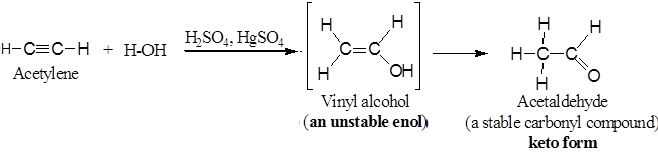 H-C≡C-H + H-OH
H₂SO₄, HgSO₄
H
C=C
H
OH
H
H-C-C
H
H
O
Acetylene
Vinyl alcohol
(an unstable enol)
Acetaldehyde
(a stable carbonyl compound)
keto form